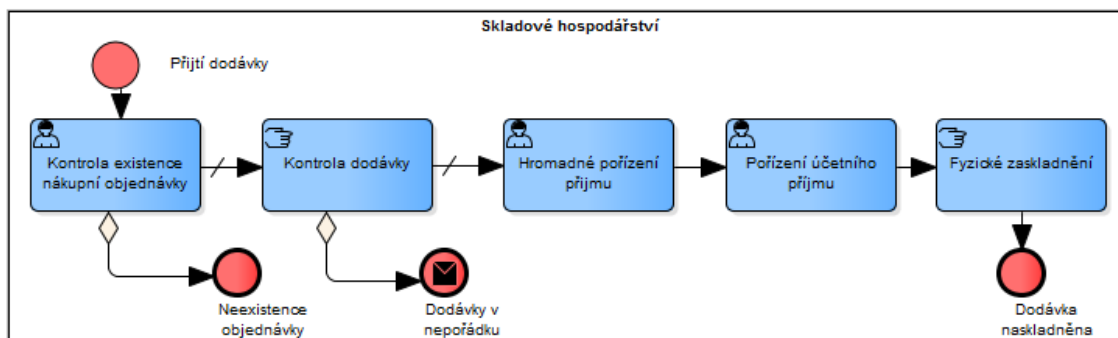 Skladové hospodářství
Přijtí dodávky
Kontrola existence
nákupní objednávky
Kontrola dodávky
Hromadné pořízení
přijmu
Pořízení účetního
příjmu
Fyzické zaskladnění
Neexistence
objednávky
Dodávky v
nepořádku
Dodávka
naskladněna